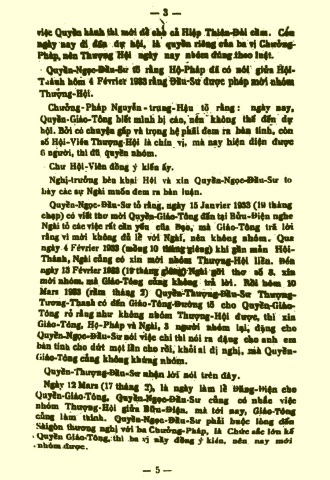 — 3 —
việc Quyền hành thì mới để cho cả Hiệp Thiên-Đài cầm. Còn
ngày nay đi đến dự hội, là quyền riêng của ba vị Chưởng-
Pháp, nên Thượng Hội ngày nay nhóm đúng theo luật.
Quyền-Ngọc-Đầu-Sư tỏ rằng Hộ-Pháp đã có nói giữa Hội-
Thánh hôm 4 Février 1933 rằng Đầu-Sư được phép mời nhóm
Thượng-Hội.
Chưởng-Pháp Nguyễn-trung-Hậu tỏ rằng: ngày nay,
Quyền-Giáo-Tông biết mình bị cáo, nên không thể đến dự
hội. Bởi có chuyện gấp và trọng hệ phải đem ra bàn tính, còn
số Hội-Viên Thượng-Hội là chín vị, mà nay hiện diện được
6 người, thì đủ quyền nhóm.
Chư Hội-Viên đồng ý kiến ấy.
Nghị-trưởng bèn khai Hội và xin Quyền-Ngọc-Đầu-Sư to
bày các sự Nghị muốn đem ra bàn luận.
Quyền-Ngọc-Đầu-Sư tỏ rằng, ngày 15 Janvier 1933 (19 tháng
chạp) có viết thơ mời Quyền-Giáo-Tông đến tại Bửu-Điện nghe
Nghị tỏ các việc rất cần yếu của Đạo, mà Giáo-Tông trả lời
rằng vì mới không để lễ với Nghị, nên không nhóm. Qua
ngày 4 Février 1933 (mồng 10 tháng giêng) khi gần mãn Hội-
Thánh, Nghị cũng có xin mời nhóm Thượng-Hội liền. Đến
ngày 13 Février 1933 (19 tháng giêng) Nghị gởi thơ số 8, xin
mời nhóm, mà Giáo-Tông cũng không trả lời. Rồi hôm 10
Mars 1933 (rằm tháng 2) Quyền-Thượng-Đầu-Sư Thượng-
Tương-Thanh có đến Giáo-Tông-Đường tỏ cho Quyền-Giáo-
Tông rõ rằng như không nhóm Thượng-Hội được, thì xin
Giáo-Tông, Hộ-Pháp và Nghị, 3 người nhóm lại, đặng cho
Quyền-Ngọc-Đầu-Sư nói việc chi thì nói ra đặng cho anh em
bàn tính cho dứt một lần cho rồi, khỏi ai dị nghị, mà Quyền-
Giáo-Tông cũng không khứng nhóm.
Quyền-Thượng-Đầu-Sư nhận lời nói trên đây.
Ngày 12 Mars (17 tháng 2), là ngày làm lễ Đăng-Điện cho
Quyền-Giáo-Tông, Quyền-Đầu-Sư cũng có nhắc việc
nhóm Thượng-Hội giữa Bửu-Điện, mà tới nay, Giáo-Tông
cũng làm thinh. Quyền-Ngọc-Đầu-Sư phải buộc lòng đến
Sàigòn thương nghị với ba Chưởng-Pháp, là Chức sắc lớn kế
Quyền Giáo-Tông, thì ba vị nầy đồng ý kiến, nên nay mới
nhóm được.
— 5 —